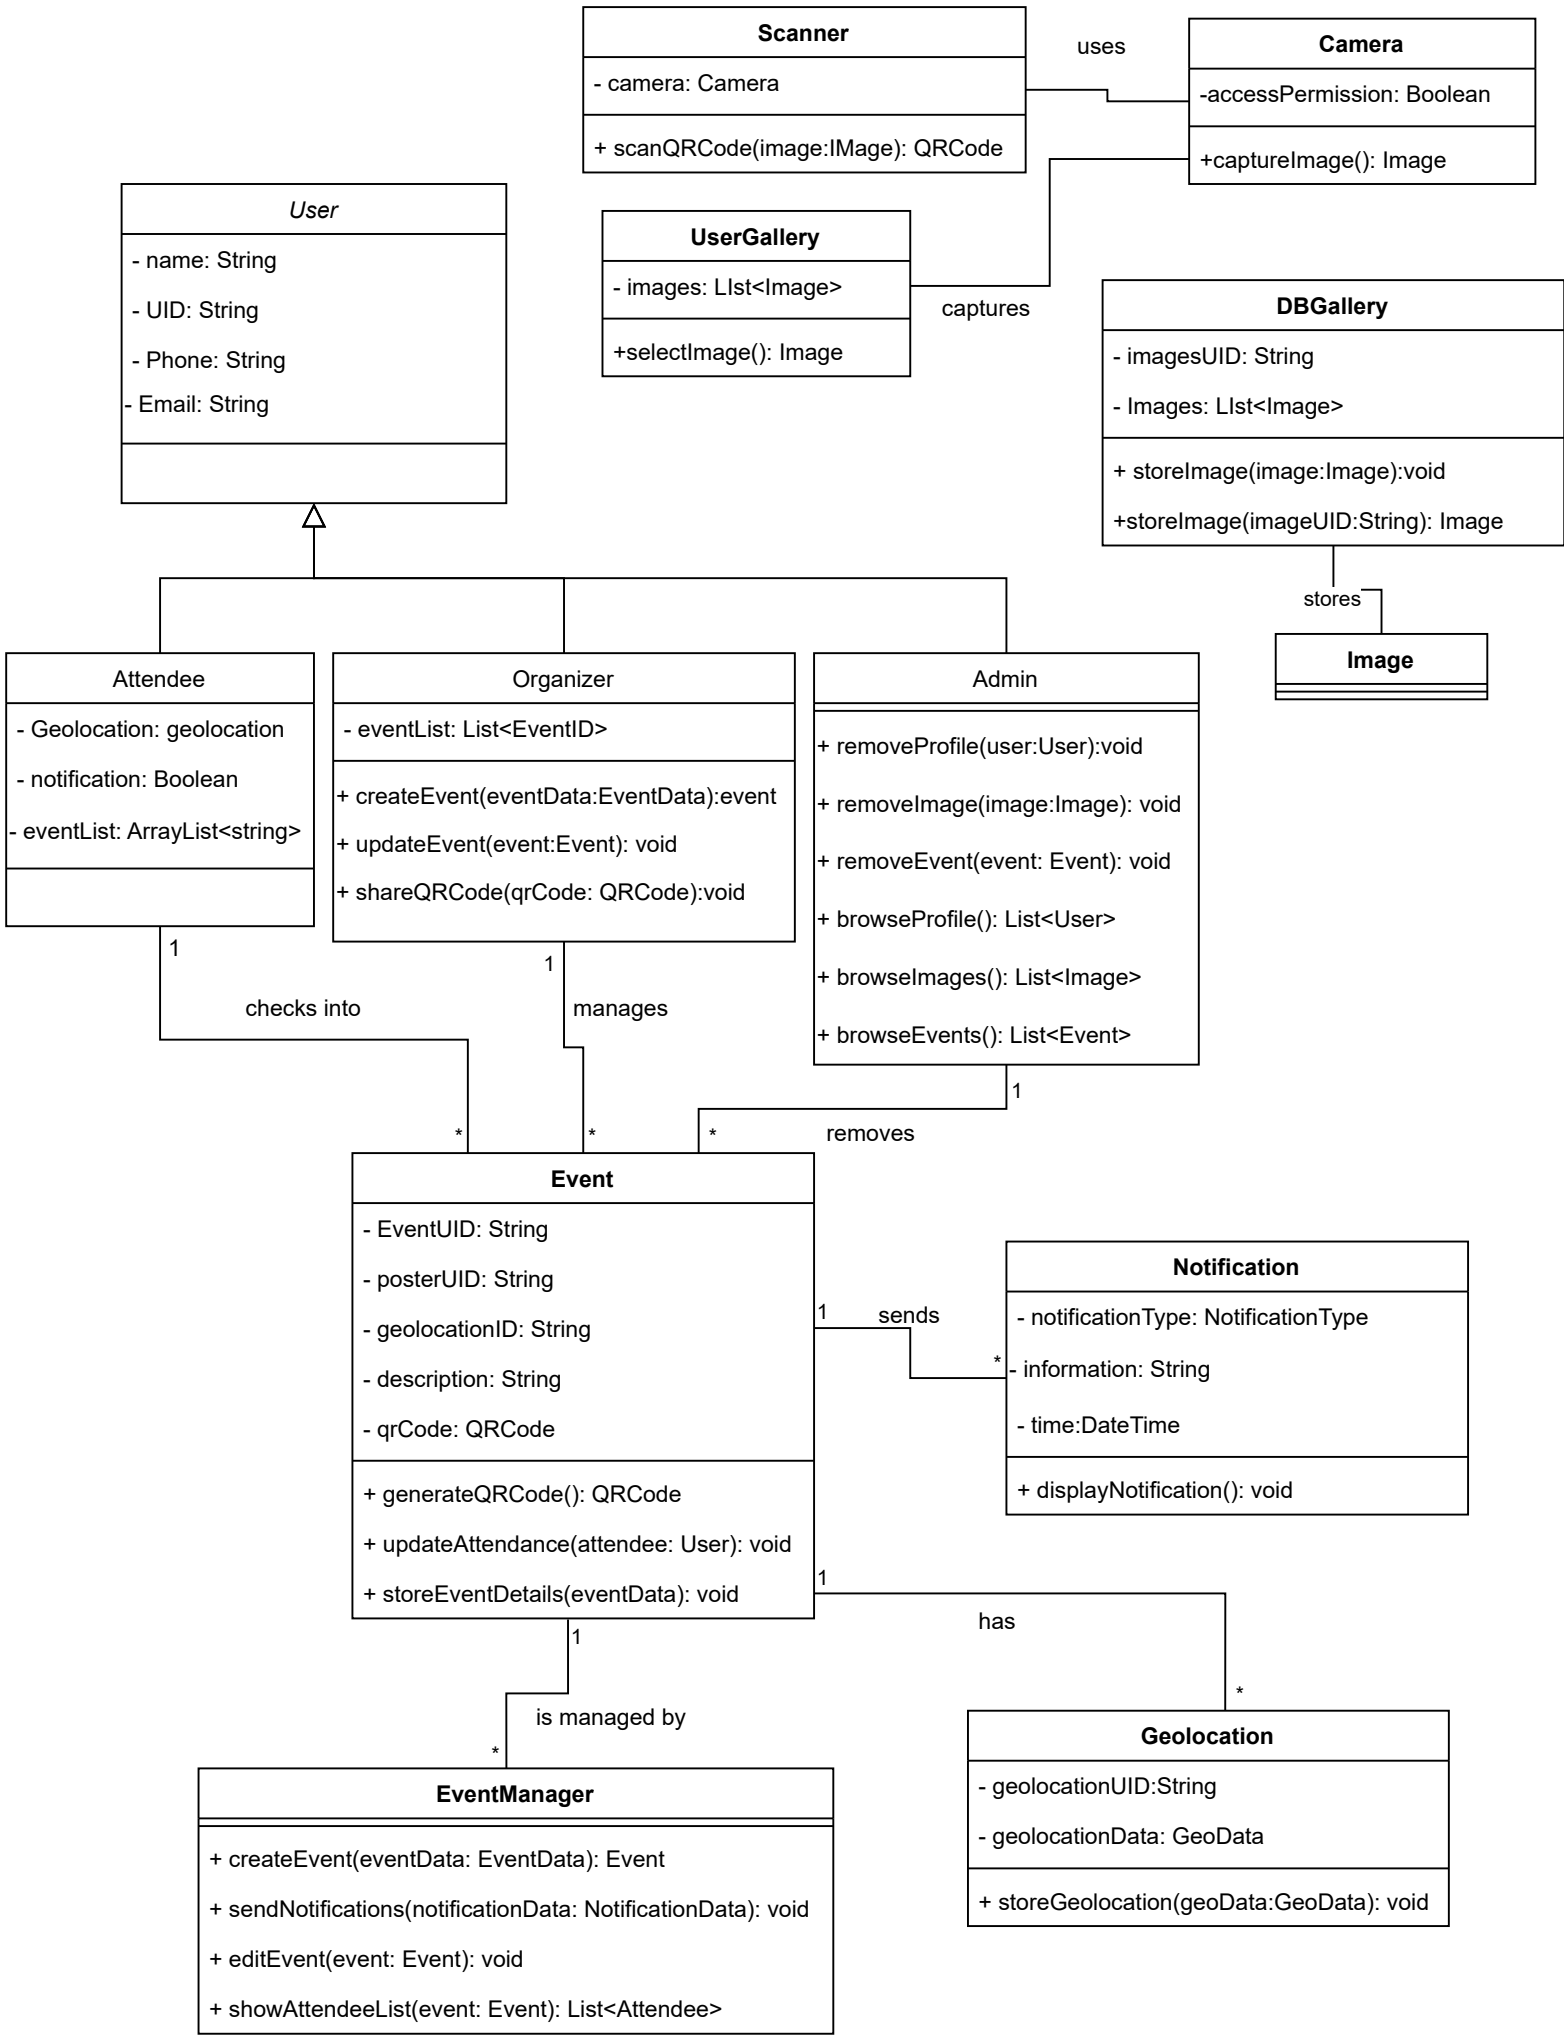 Scanner
- camera: Camera
+ scanQRCode(image:IMage): QRCode
uses
Camera
-accessPermission: Boolean
+captureImage(): Image
User
- name: String
- UID: String
- Phone: String
- Email: String
UserGallery
- images: LIst<Image>
+selectImage(): Image
captures
DBGallery
- imagesUID: String
- Images: LIst<Image>
+ storeImage(image:Image):void
+storeImage(imageUID:String): Image
stores
Image
Attendee
- Geolocation: geolocation
- notification: Boolean
- eventList: ArrayList<string>
Organizer
- eventList: List<EventID>
+ createEvent(eventData:EventData):event
+ updateEvent(event:Event): void
+ shareQRCode(qrCode: QRCode):void
Admin
+ removeProfile(user:User):void
+ removeImage(image:Image): void
+ removeEvent(event: Event): void
+ browseProfile(): List<User>
+ browseImages(): List<Image>
+ browseEvents(): List<Event>
1
checks into
*
1
manages
*
1
removes
*
Event
- EventUID: String
- posterUID: String
- geolocationID: String
- description: String
- qrCode: QRCode
+ generateQRCode(): QRCode
+ updateAttendance(attendee: User): void
+ storeEventDetails(eventData): void
1
sends
*
Notification
- notificationType: NotificationType
- information: String
- time:DateTime
+ displayNotification(): void
1
has
*
1
is managed by
*
Geolocation
- geolocationUID:String
- geolocationData: GeoData
+ storeGeolocation(geoData:GeoData): void
EventManager
+ createEvent(eventData: EventData): Event
+ sendNotifications(notificationData: NotificationData): void
+ editEvent(event: Event): void
+ showAttendeeList(event: Event): List<Attendee>